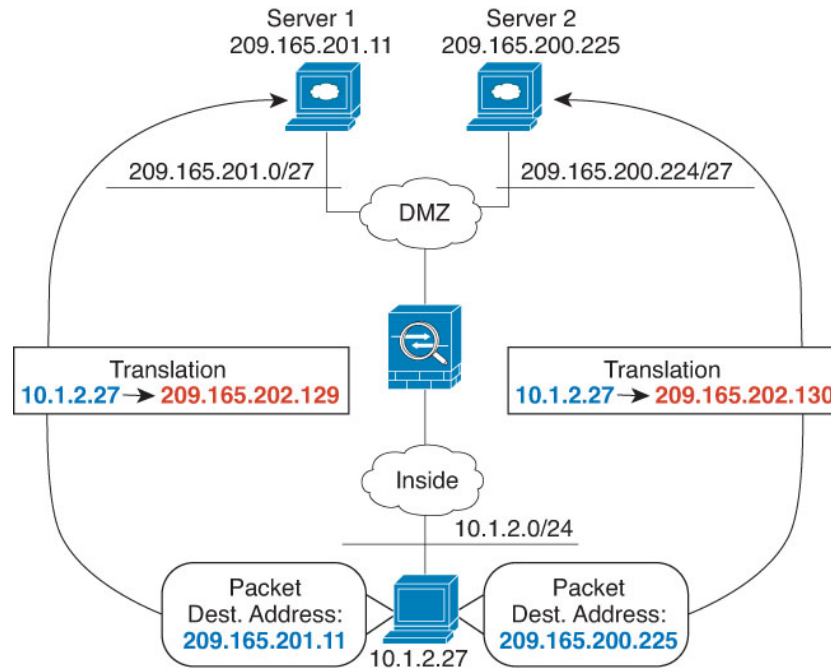 Server 1
209.165.201.11
Server 2
209.165.200.225
209.165.201.0/27
209.165.200.224/27
DMZ
Translation
10.1.2.27 → 209.165.202.129
Translation
10.1.2.27 → 209.165.202.130
Inside
10.1.2.0/24
Packet
Dest. Address:
209.165.201.11
Packet
Dest. Address:
209.165.200.225
10.1.2.27